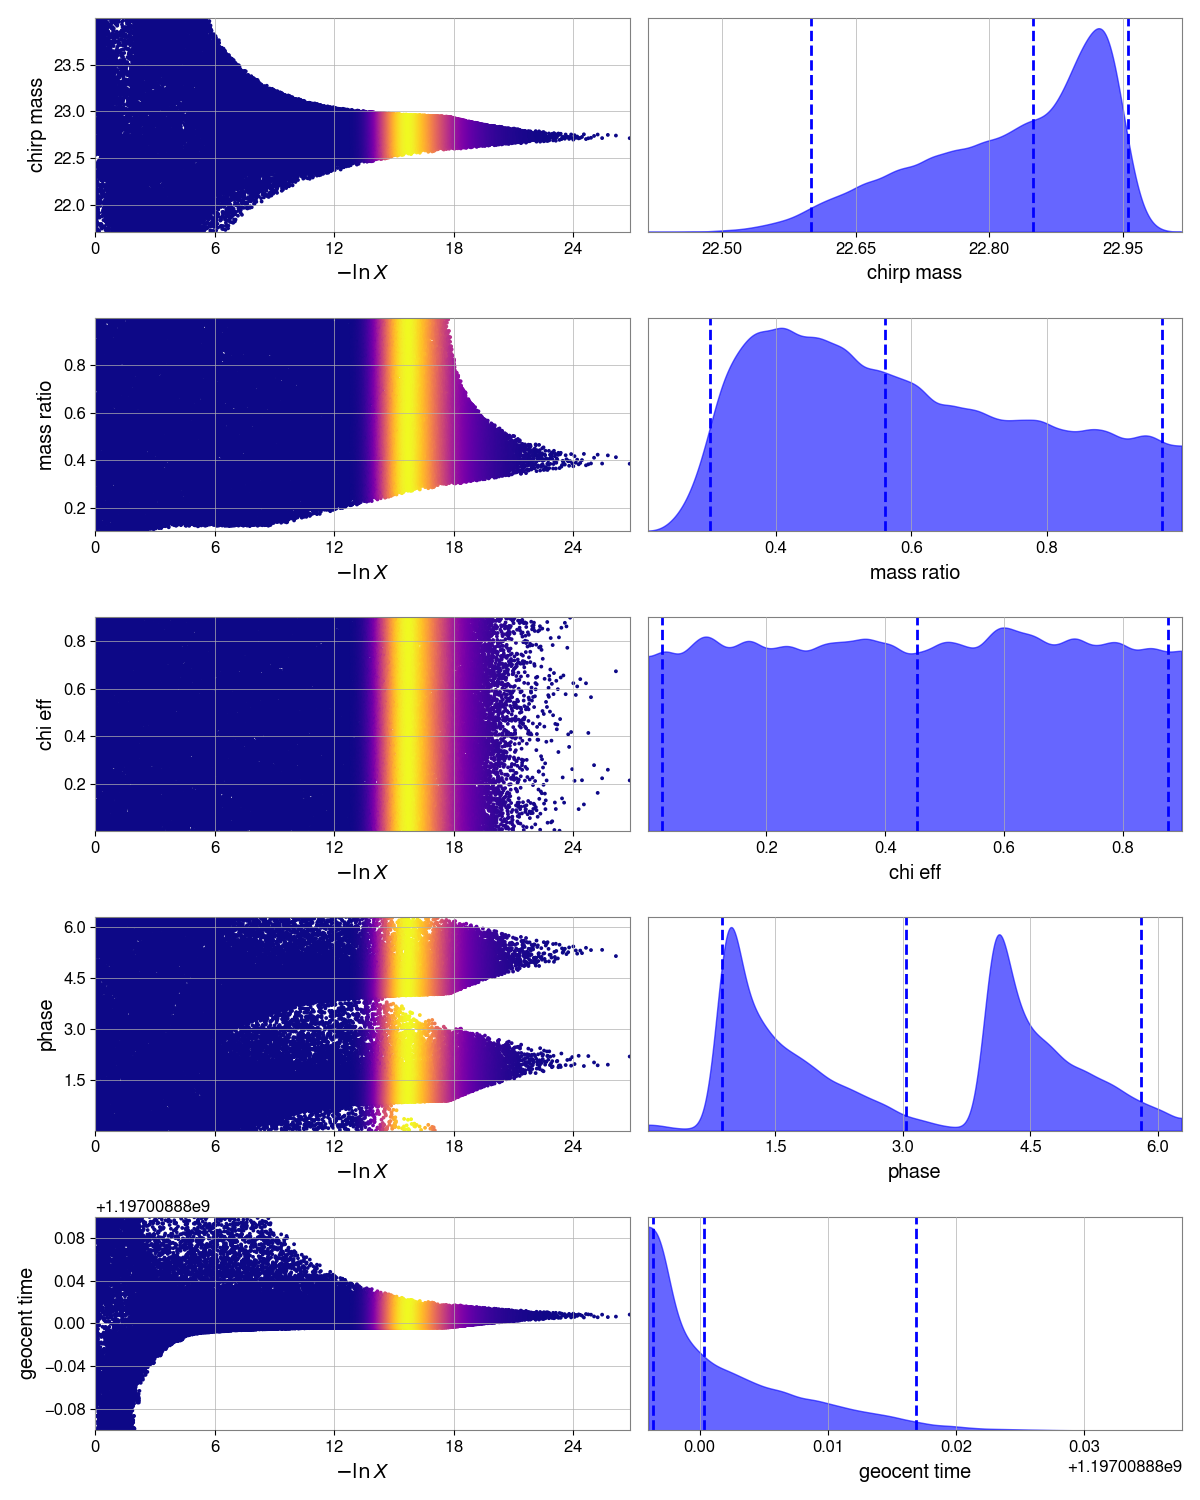 23.5
23.0
22.5
22.0
chirp mass
0 6 12 18 24
−ln X
22.50 22.65 22.80 22.95
chirp mass
0.8
0.6
0.4
0.2
mass ratio
0 6 12 18 24
−ln X
0.4 0.6 0.8
mass ratio
0.8
0.6
0.4
0.2
chi eff
0 6 12 18 24
−ln X
0.2 0.4 0.6 0.8
chi eff
6.0
4.5
3.0
1.5
phase
0 6 12 18 24
−ln X
1.5 3.0 4.5 6.0
phase
+1.19700888e9
0.08
0.04
0.00
−0.04
−0.08
geocent time
0 6 12 18 24
−ln X
0.00 0.01 0.02 0.03
+1.19700888e9
geocent time